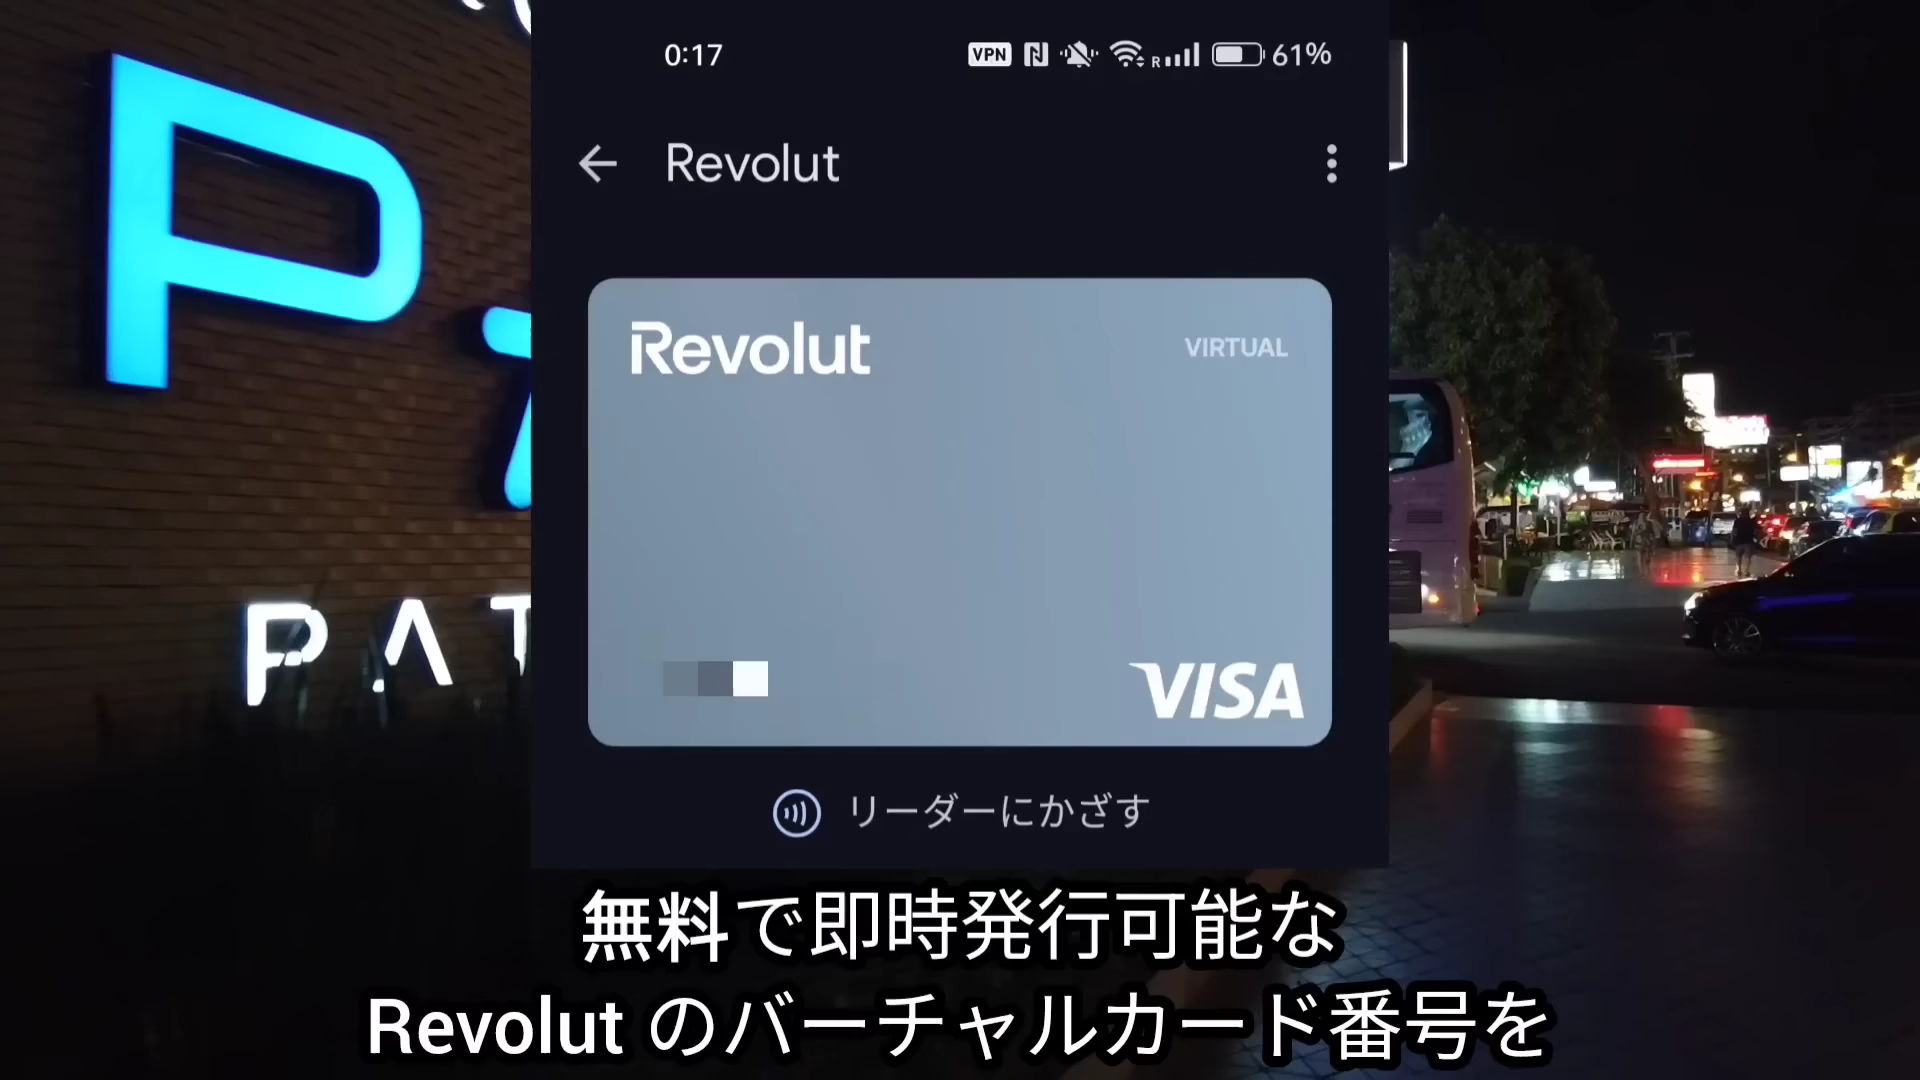 0:17
VPN
R
61%
Revolut
Revolut
VIRTUAL
VISA
リーダーにかざす
P
PAT
無料で即時発行可能な
Revolut のバーチャルカード番号を